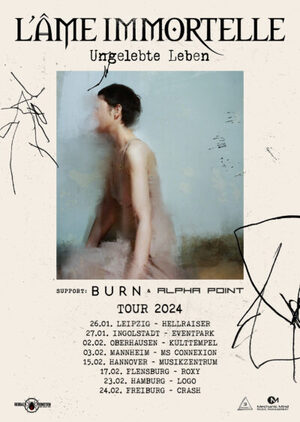 L'ÂME IMMORTELLE
Ungelebte Leben
SUPPORT: BURN & ALPHA POINT
TOUR 2024
26.01. LEIPZIG - HELLRAISER
27.01. INGOLSTADT - EVENTPARK
02.02. OBERHAUSEN - KULTTEMPEL
03.02. MANNHEIM - MS CONNEXION
15.02. HANNOVER - MUSIKZENTRUM
17.02. FLENSBURG - ROXY
23.02. HAMBURG - LOGO
24.02. FREIBURG - CRASH